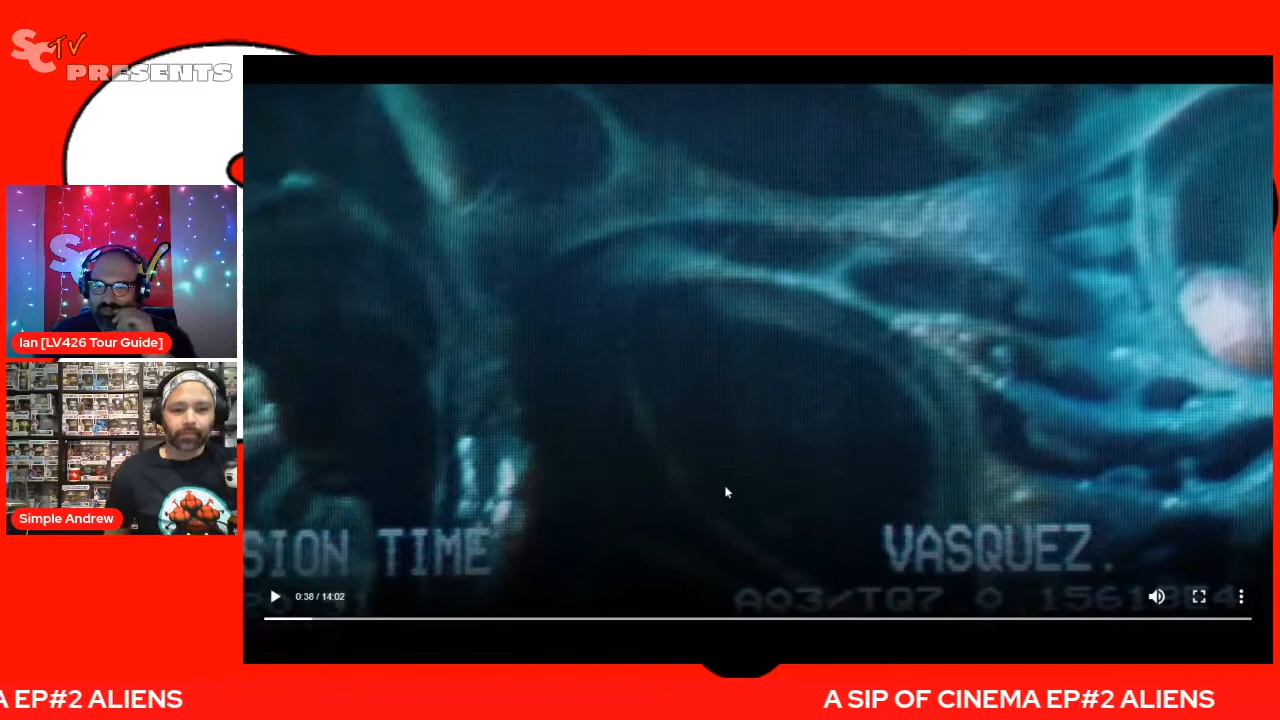 SC TV
PRESENTS
Ian [LV426 Tour Guide]
Simple Andrew
SION TIME
VASQUEZ.
0:38 / 14:02
A EP#2 ALIENS
A SIP OF CINEMA EP#2 ALIENS